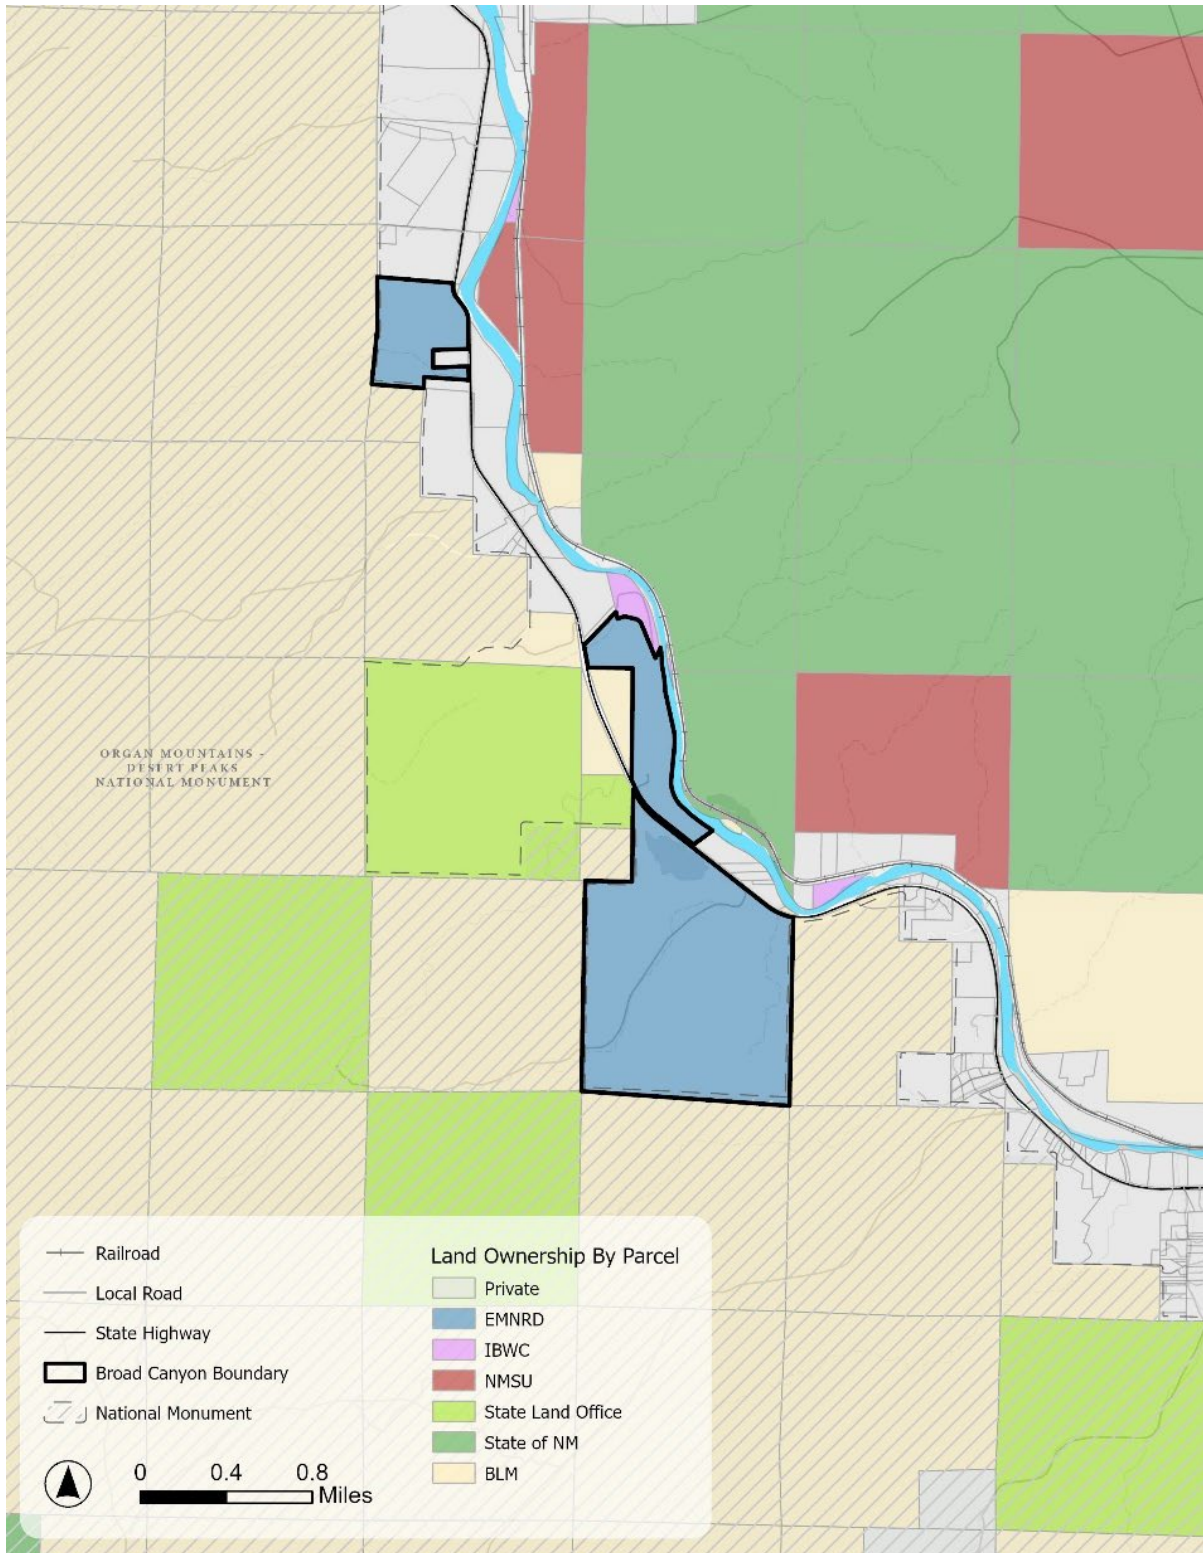 ORGAN MOUNTAINS -
DESERT PEAKS
NATIONAL MONUMENT
Railroad
Local Road
State Highway
Broad Canyon Boundary
National Monument
0 0.4 0.8
Miles
Land Ownership By Parcel
Private
EMNRD
IBWC
NMSU
State Land Office
State of NM
BLM